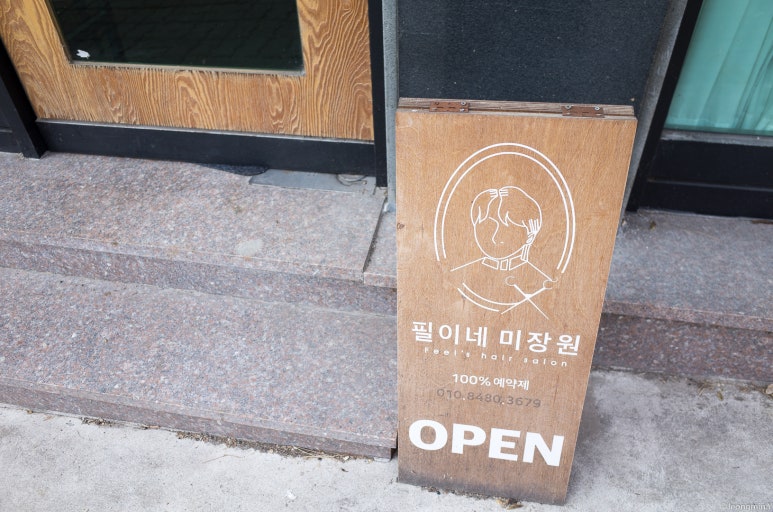 필이네 미장원
Feel's hair salon
100% 예약제
010.8480.3679
OPEN